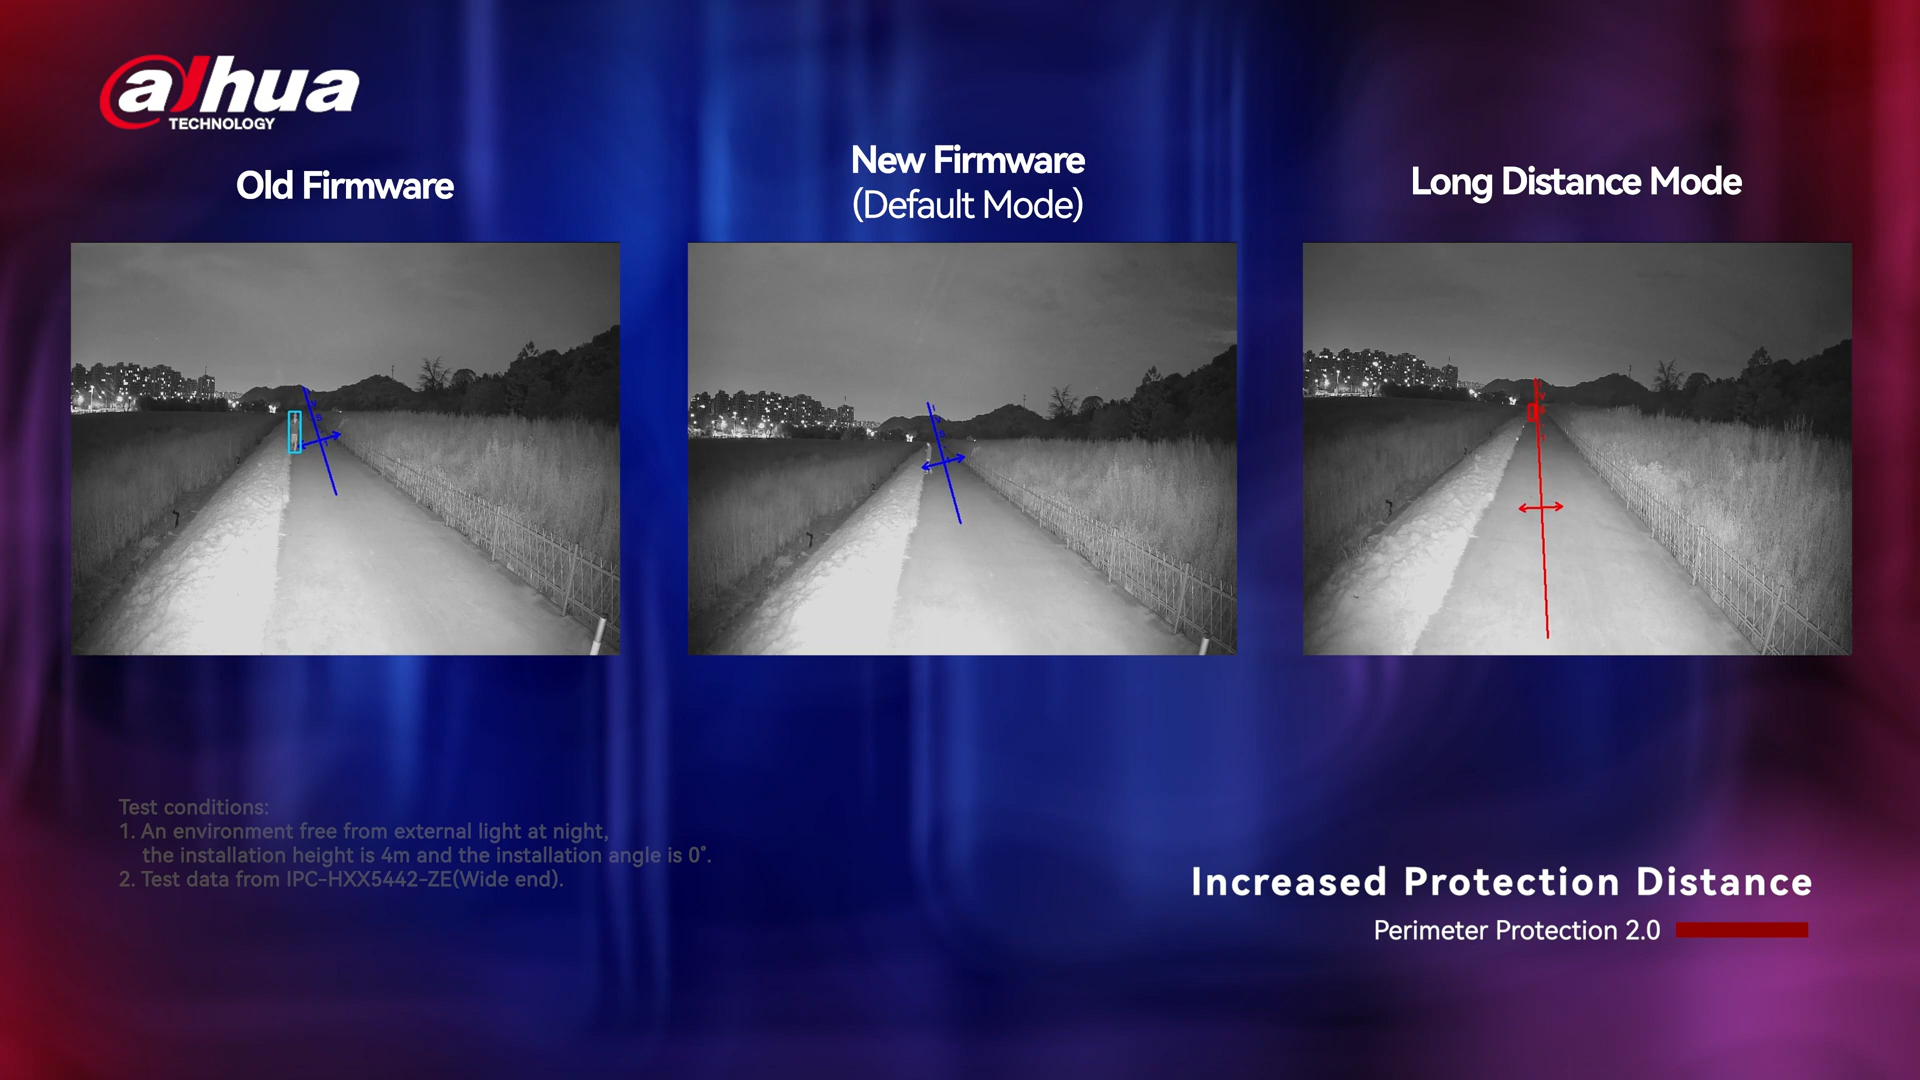 alhua
TECHNOLOGY
Old Firmware
New Firmware
(Default Mode)
Long Distance Mode
Test conditions:
1. An environment free from external light at night,
the installation height is 4m and the installation angle is 0°.
2. Test data from IPC-HXX5442-ZE(Wide end).
Increased Protection Distance
Perimeter Protection 2.0